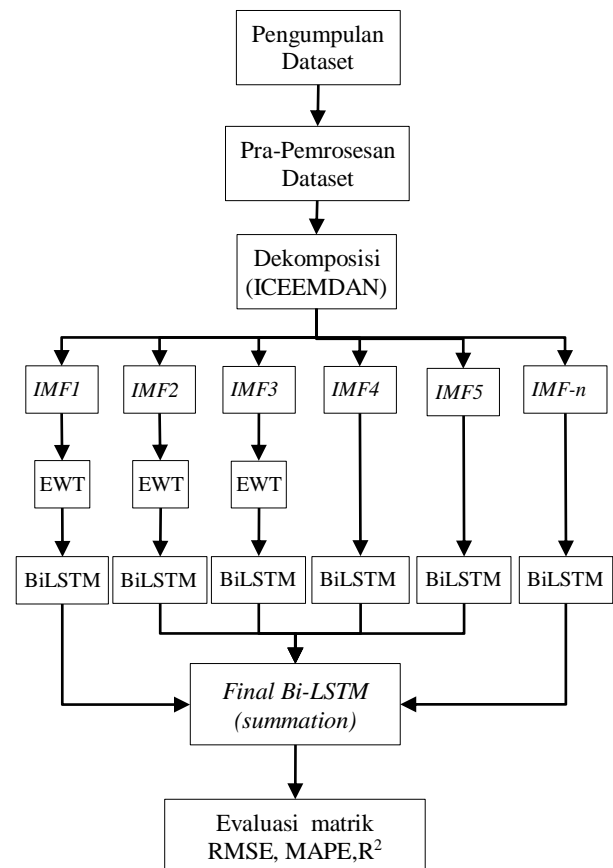 Pengumpulan
Dataset
Pra-Pemrosesan
Dataset
Dekomposisi
(ICEEMDAN)
IMF1
IMF2
IMF3
IMF4
IMF5
IMF-n
EWT
EWT
EWT
BiLSTM
BiLSTM
BiLSTM
BiLSTM
BiLSTM
BiLSTM
Final Bi-LSTM
(summation)
Evaluasi matrik
RMSE, MAPE,R²